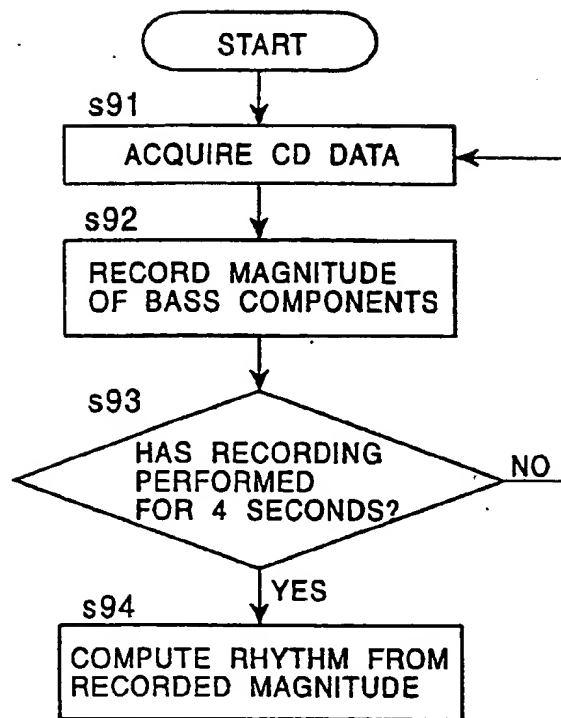 START
s91
ACQUIRE CD DATA
s92
RECORD MAGNITUDE
OF BASS COMPONENTS
s93
HAS RECORDING
PERFORMED
FOR 4 SECONDS?
NO
YES
s94
COMPUTE RHYTHM FROM
RECORDED MAGNITUDE